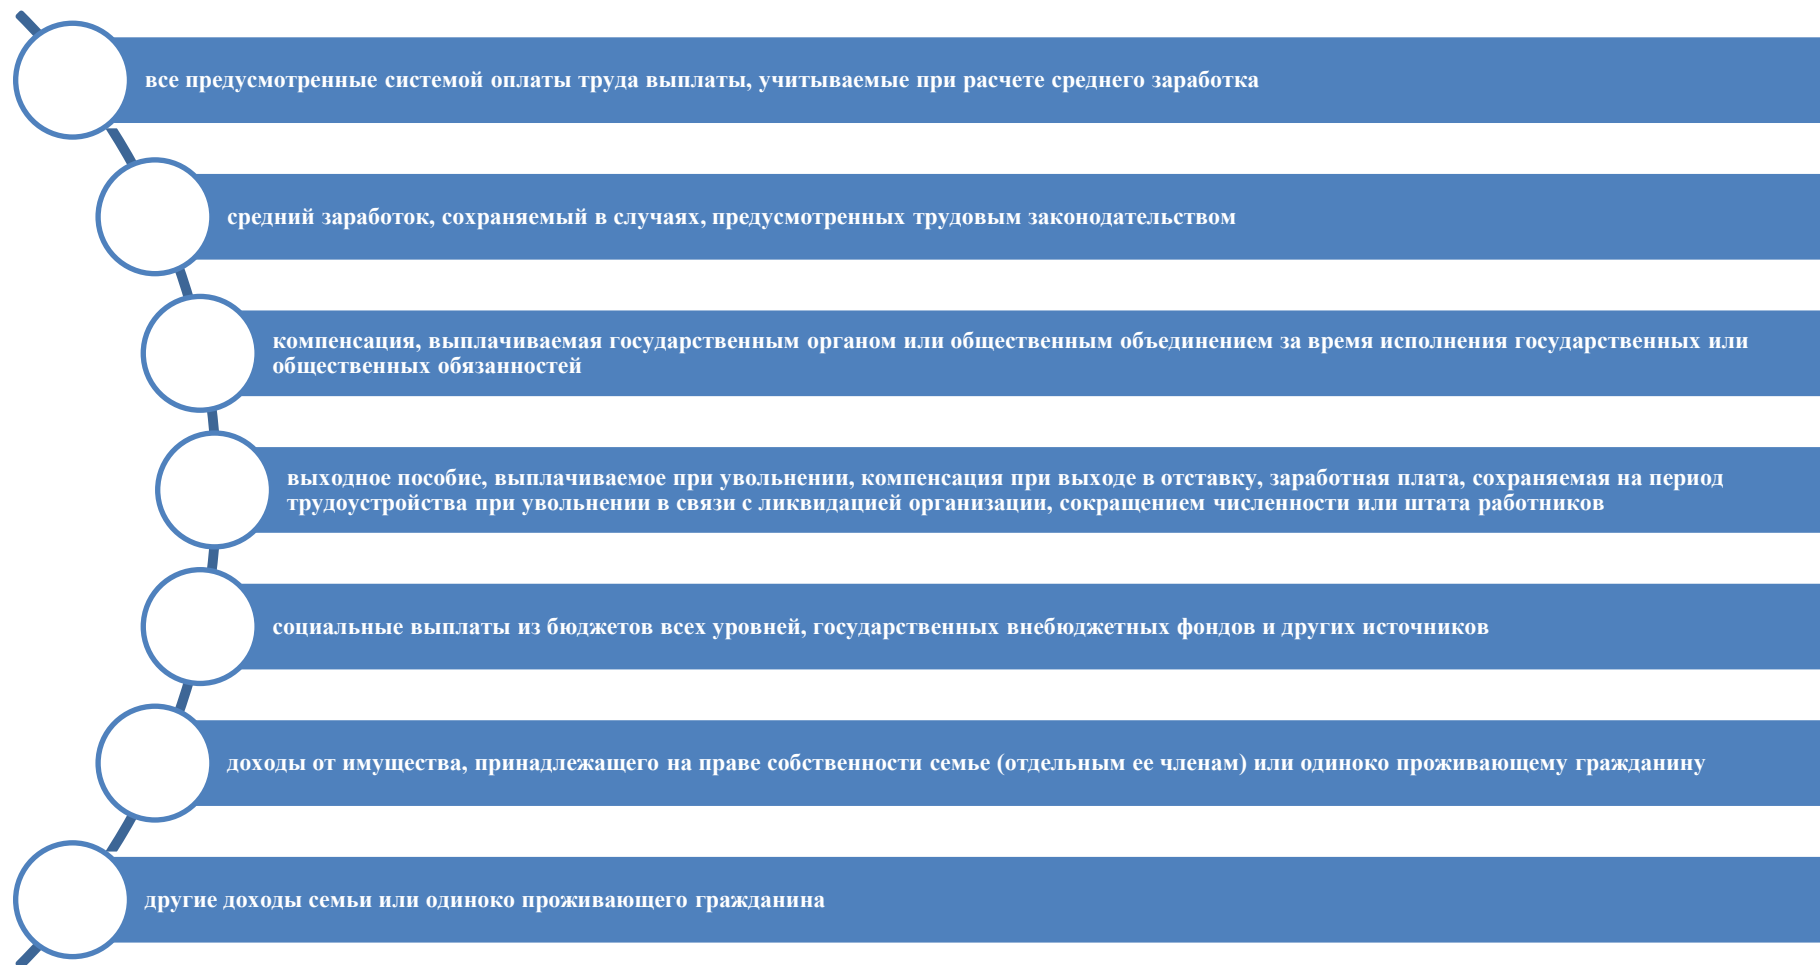 все предусмотренные системой оплаты труда выплаты, учитываемые при расчете среднего заработка
средний заработок, сохраняемый в случаях, предусмотренных трудовым законодательством
компенсация, выплачиваемая государственным органом или общественным объединением за время исполнения государственных или
общественных обязанностей
выходное пособие, выплачиваемое при увольнении, компенсация при выходе в отставку, заработная плата, сохраняемая на период
трудоустройства при увольнении в связи с ликвидацией организации, сокращением численности или штата работников
социальные выплаты из бюджетов всех уровней, государственных внебюджетных фондов и других источников
доходы от имущества, принадлежащего на праве собственности семье (отдельным ее членам) или одиноко проживающему гражданину
другие доходы семьи или одиноко проживающего гражданина